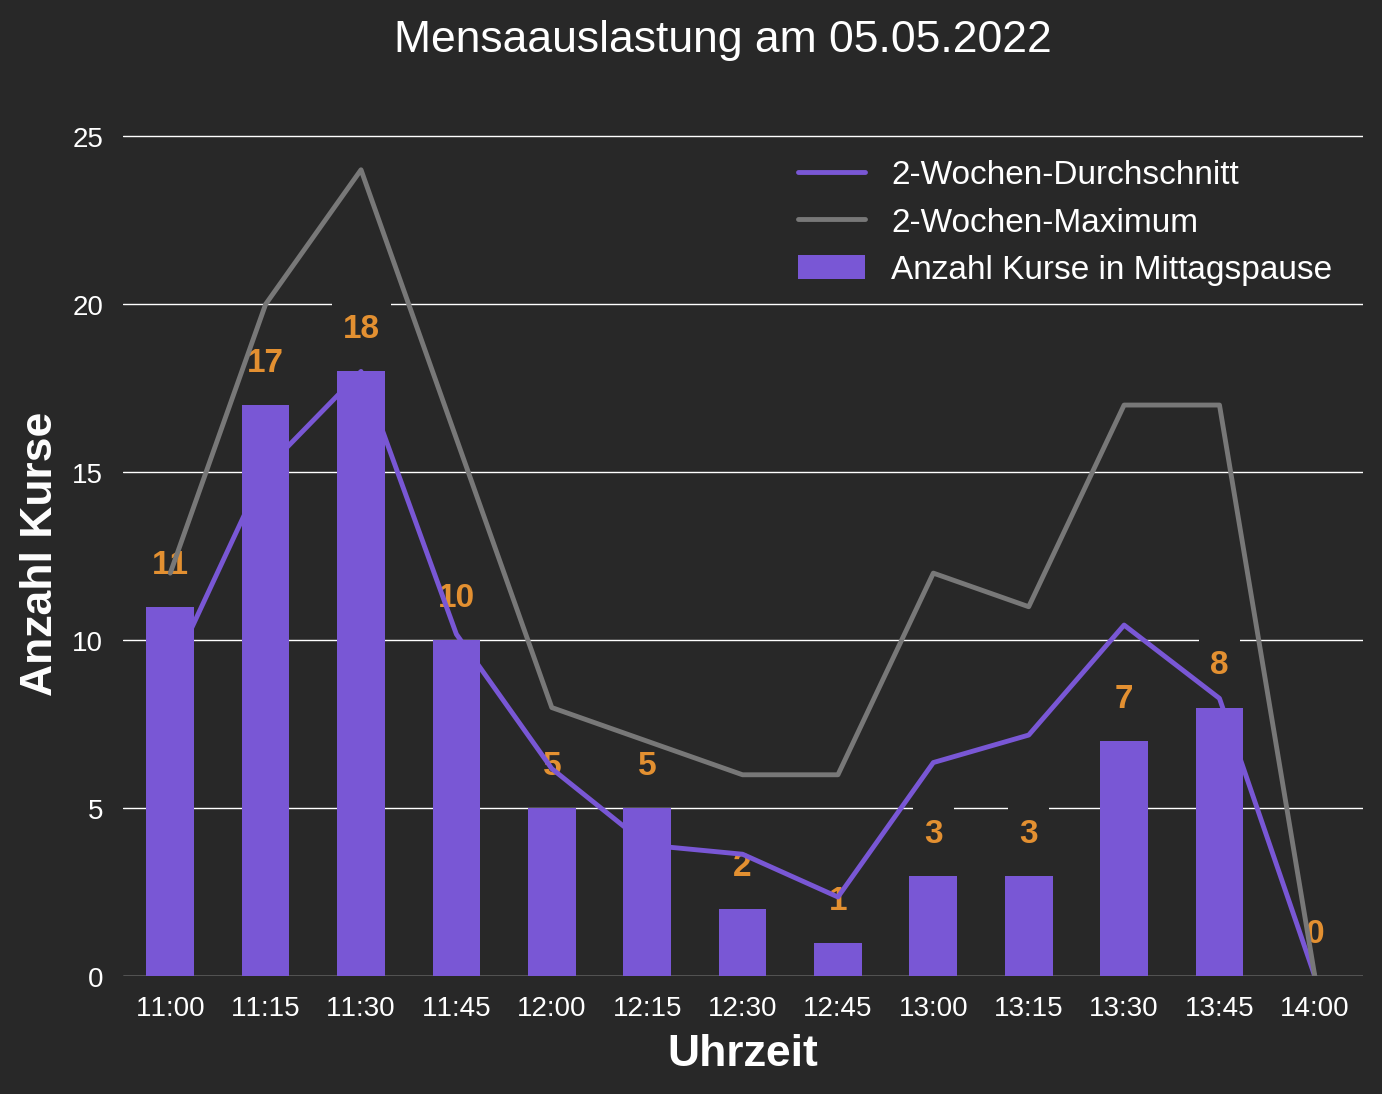 Mensaauslastung am 05.05.2022
25
2-Wochen-Durchschnitt
2-Wochen-Maximum
Anzahl Kurse in Mittagspause
20
18
17
15
11
10
10
8
7
5
5
5
3
3
2
1
0
0
Anzahl Kurse
11:00 11:15 11:30 11:45 12:00 12:15 12:30 12:45 13:00 13:15 13:30 13:45 14:00
Uhrzeit